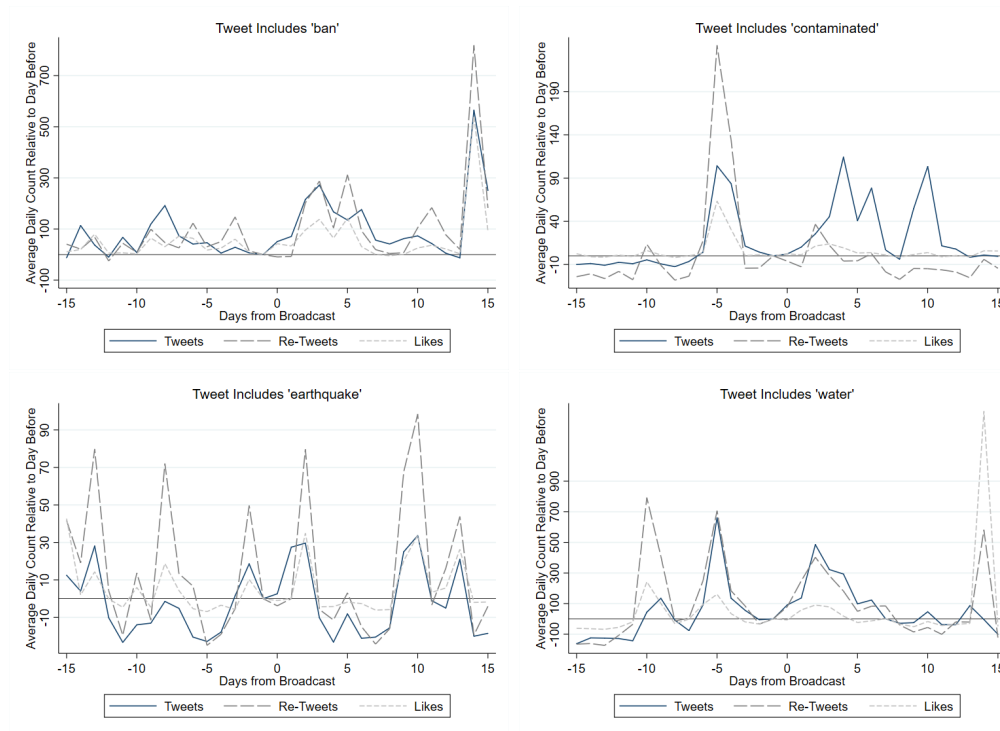 Tweet Includes 'ban'
Average Daily Count Relative to Day Before
700
500
300
100
-100
-15 -10 -5 0 5 10 15
Days from Broadcast
Tweets Re-Tweets Likes
Tweet Includes 'contaminated'
Average Daily Count Relative to Day Before
190
140
90
40
-10
-15 -10 -5 0 5 10 15
Days from Broadcast
Tweets Re-Tweets Likes
Tweet Includes 'earthquake'
Average Daily Count Relative to Day Before
90
70
50
30
10
-10
-15 -10 -5 0 5 10 15
Days from Broadcast
Tweets Re-Tweets Likes
Tweet Includes 'water'
Average Daily Count Relative to Day Before
900
700
500
300
100
-100
-15 -10 -5 0 5 10 15
Days from Broadcast
Tweets Re-Tweets Likes